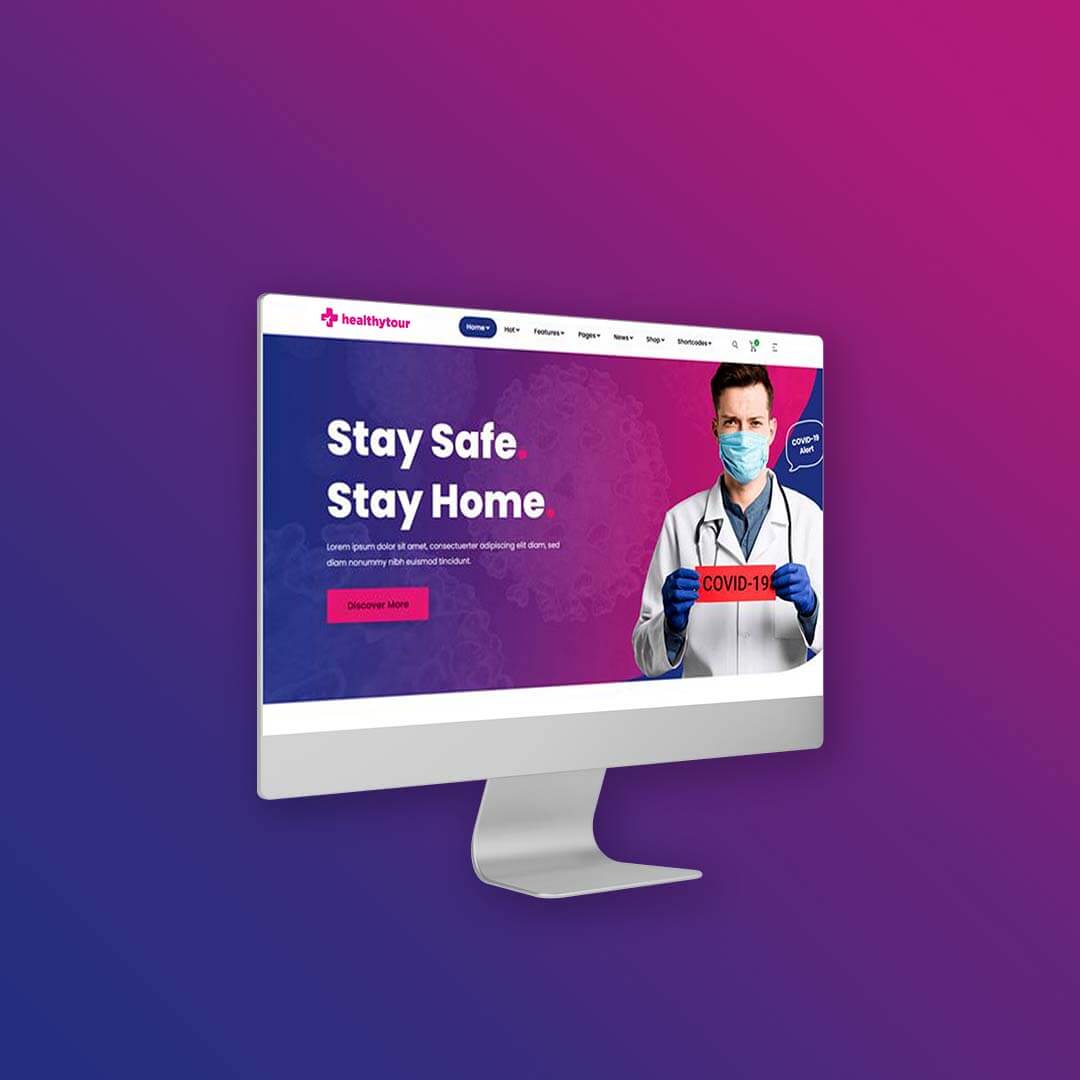 healthytour
Home Hot Features Pages News Shop Shortcodes
Stay Safe.
Stay Home.
COVID-19
Alert
Lorem ipsum dolor sit amet, consectuerter adipiscing elit diam, sed
diam nonummy nibh euismod tincidunt.
COVID-19
Discover More